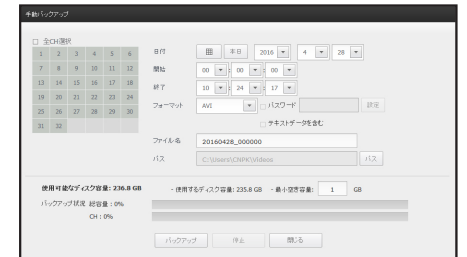 手動バックアップ
全CH選択
1 2 3 4 5 6
7 8 9 10 11 12
13 14 15 16 17 18
19 20 21 22 23 24
25 26 27 28 29 30
31 32
日付 本日 2016 4 28
開始 00 : 00 : 00
終了 10 : 24 : 17
フォーマット AVI パスワード 設定
テキストデータを含む
ファイル名 20160428_000000
パス C:\Users\CNPK\Videos パス
使用可能なディスク容量: 236.8 GB - 使用するディスク容量: 235.8 GB - 最小空き容量: 1 GB
バックアップ状況 総容量 : 0%
CH : 0%
バックアップ 停止 閉じる